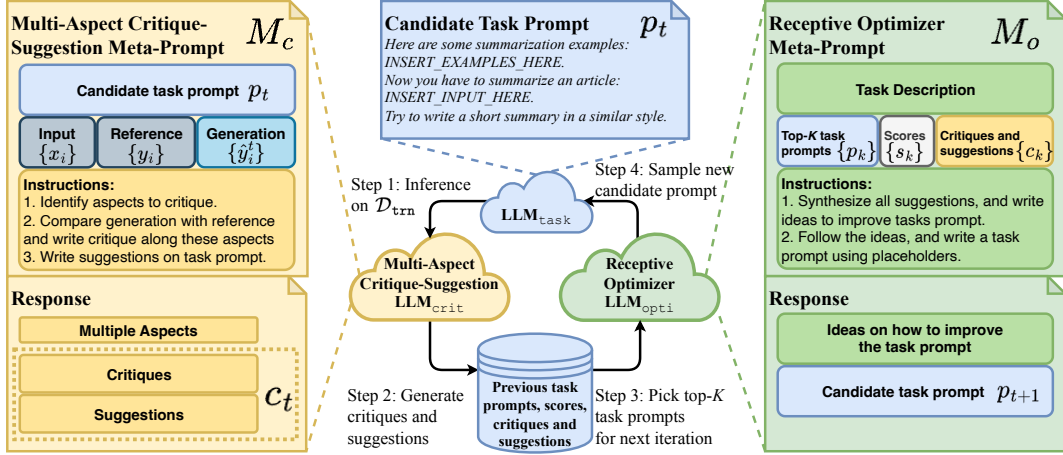 Multi-Aspect Critique-
Suggestion Meta-Prompt M_c
Candidate task prompt p_t
Input
{x_i}
Reference
{y_i}
Generation
{ŷ_i^t}
Instructions:
1. Identify aspects to critique.
2. Compare generation with reference
and write critique along these aspects
3. Write suggestions on task prompt.
Response
Multiple Aspects
Critiques
Suggestions
c_t
Candidate Task Prompt p_t
Here are some summarization examples:
INSERT_EXAMPLES_HERE.
Now you have to summarize an article:
INSERT_INPUT_HERE.
Try to write a short summary in a similar style.
Step 1: Inference
on D_trn
LLM_task
Step 4: Sample new
candidate prompt
Multi-Aspect
Critique-Suggestion
LLM_crit
Receptive
Optimizer
LLM_opti
Step 2: Generate
critiques and
suggestions
Previous task
prompts, scores,
critiques and
suggestions
Step 3: Pick top-K
task prompts
for next iteration
Receptive Optimizer
Meta-Prompt M_o
Task Description
Top-K task
prompts {p_k}
Scores
{s_k}
Critiques and
suggestions {c_k}
Instructions:
1. Synthesize all suggestions, and write
ideas to improve tasks prompt.
2. Follow the ideas, and write a task
prompt using placeholders.
Response
Ideas on how to improve
the task prompt
Candidate task prompt p_{t+1}